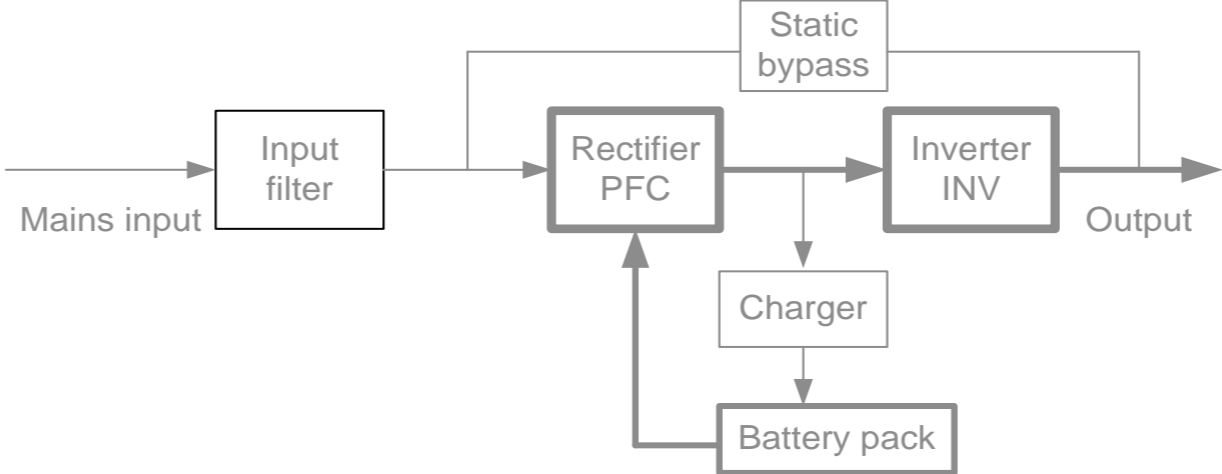 Static
bypass
Input
filter
Rectifier
PFC
Inverter
INV
Mains input
Output
Charger
Battery pack